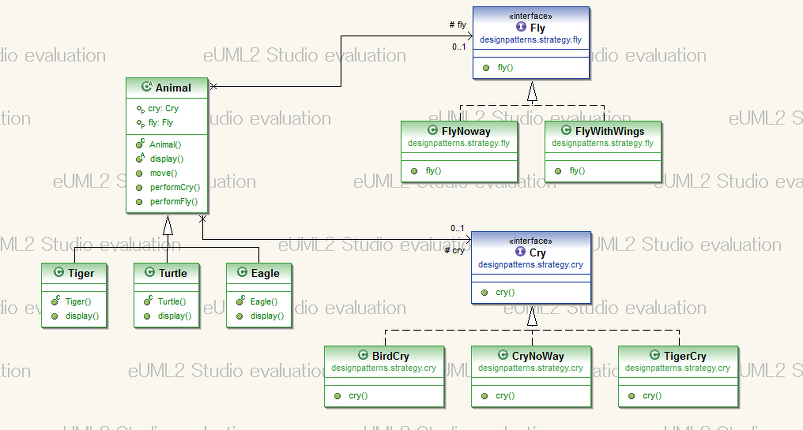 «interface»
Fly
designpatterns.strategy.fly
fly()
# fly
0..1
Animal
cry: Cry
fly: Fly
Animal()
display()
move()
performCry()
performFly()
FlyNoway
designpatterns.strategy.fly
fly()
FlyWithWings
designpatterns.strategy.fly
fly()
0..1
# cry
«interface»
Cry
designpatterns.strategy.cry
cry()
Tiger
Tiger()
display()
Turtle
Turtle()
display()
Eagle
Eagle()
display()
BirdCry
designpatterns.strategy.cry
cry()
CryNoWay
designpatterns.strategy.cry
cry()
TigerCry
designpatterns.strategy.cry
cry()
eUML2 Studio evaluation